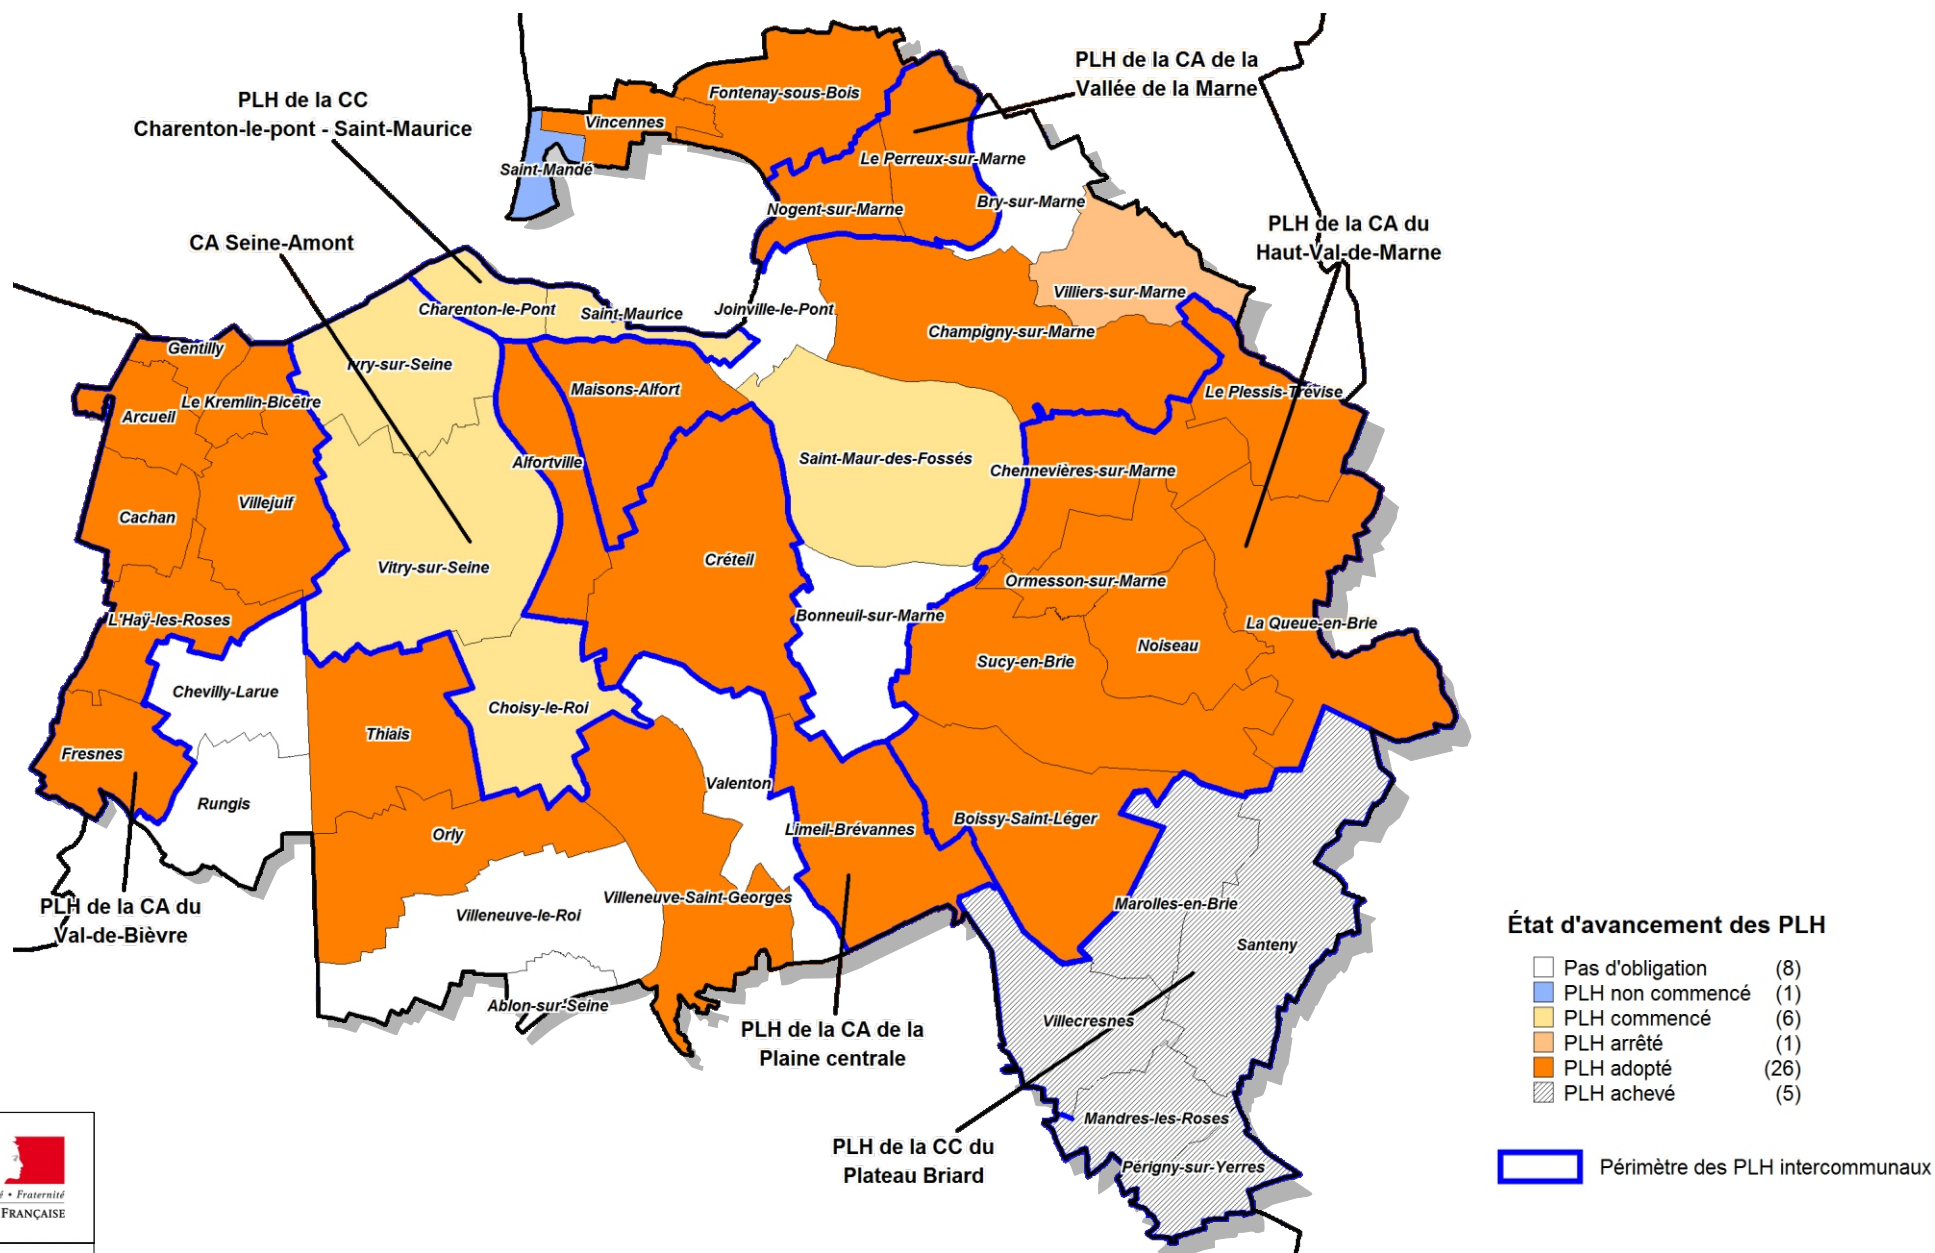 PLH de la CC
Charenton-le-pont - Saint-Maurice
CA Seine-Amont
PLH de la CA de la
Vallée de la Marne
PLH de la CA du
Haut-Val-de-Marne
Fontenay-sous-Bois
Vincennes
Saint-Mandé
Le Perreux-sur-Marne
Nogent-sur-Marne
Bry-sur-Marne
Villiers-sur-Marne
Charenton-le-Pont
Saint-Maurice
Joinville-le-Pont
Champigny-sur-Marne
Gentilly
Ivry-sur-Seine
Maisons-Alfort
Le Plessis-Trévise
Le Kremlin-Bicêtre
Arcueil
Alfortville
Saint-Maur-des-Fossés
Chennevières-sur-Marne
Villejuif
Cachan
Vitry-sur-Seine
Créteil
Ormesson-sur-Marne
L'Haÿ-les-Roses
Bonneuil-sur-Marne
La Queue-en-Brie
Noiseau
Sucy-en-Brie
Chevilly-Larue
Choisy-le-Roi
Thiais
Fresnes
Rungis
Valenton
Orly
Limeil-Brévannes
Boissy-Saint-Léger
Villeneuve-Saint-Georges
Villeneuve-le-Roi
Marolles-en-Brie
Santeny
Ablon-sur-Seine
Villecresnes
Mandres-les-Roses
Périgny-sur-Yerres
PLH de la CA du
Val-de-Bièvre
PLH de la CA de la
Plaine centrale
PLH de la CC du
Plateau Briard
État d'avancement des PLH
Pas d'obligation (8)
PLH non commencé (1)
PLH commencé (6)
PLH arrêté (1)
PLH adopté (26)
PLH achevé (5)
Périmètre des PLH intercommunaux
é • Fraternité
FRANÇAISE